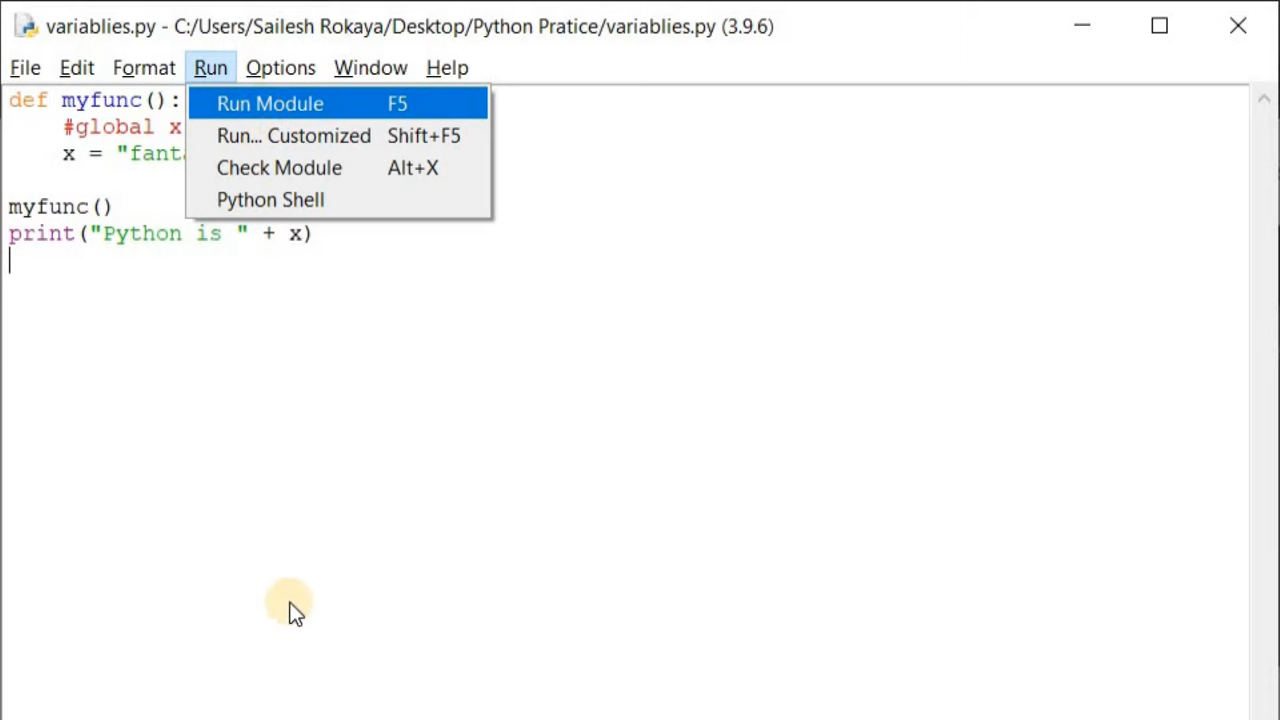 variablies.py - C:/Users/Sailesh Rokaya/Desktop/Python Pratice/variablies.py (3.9.6)
File Edit Format Run Options Window Help
def myfunc():
#global x
x = "fanta
myfunc()
print("Python is " + x)
Run Module F5
Run... Customized Shift+F5
Check Module Alt+X
Python Shell